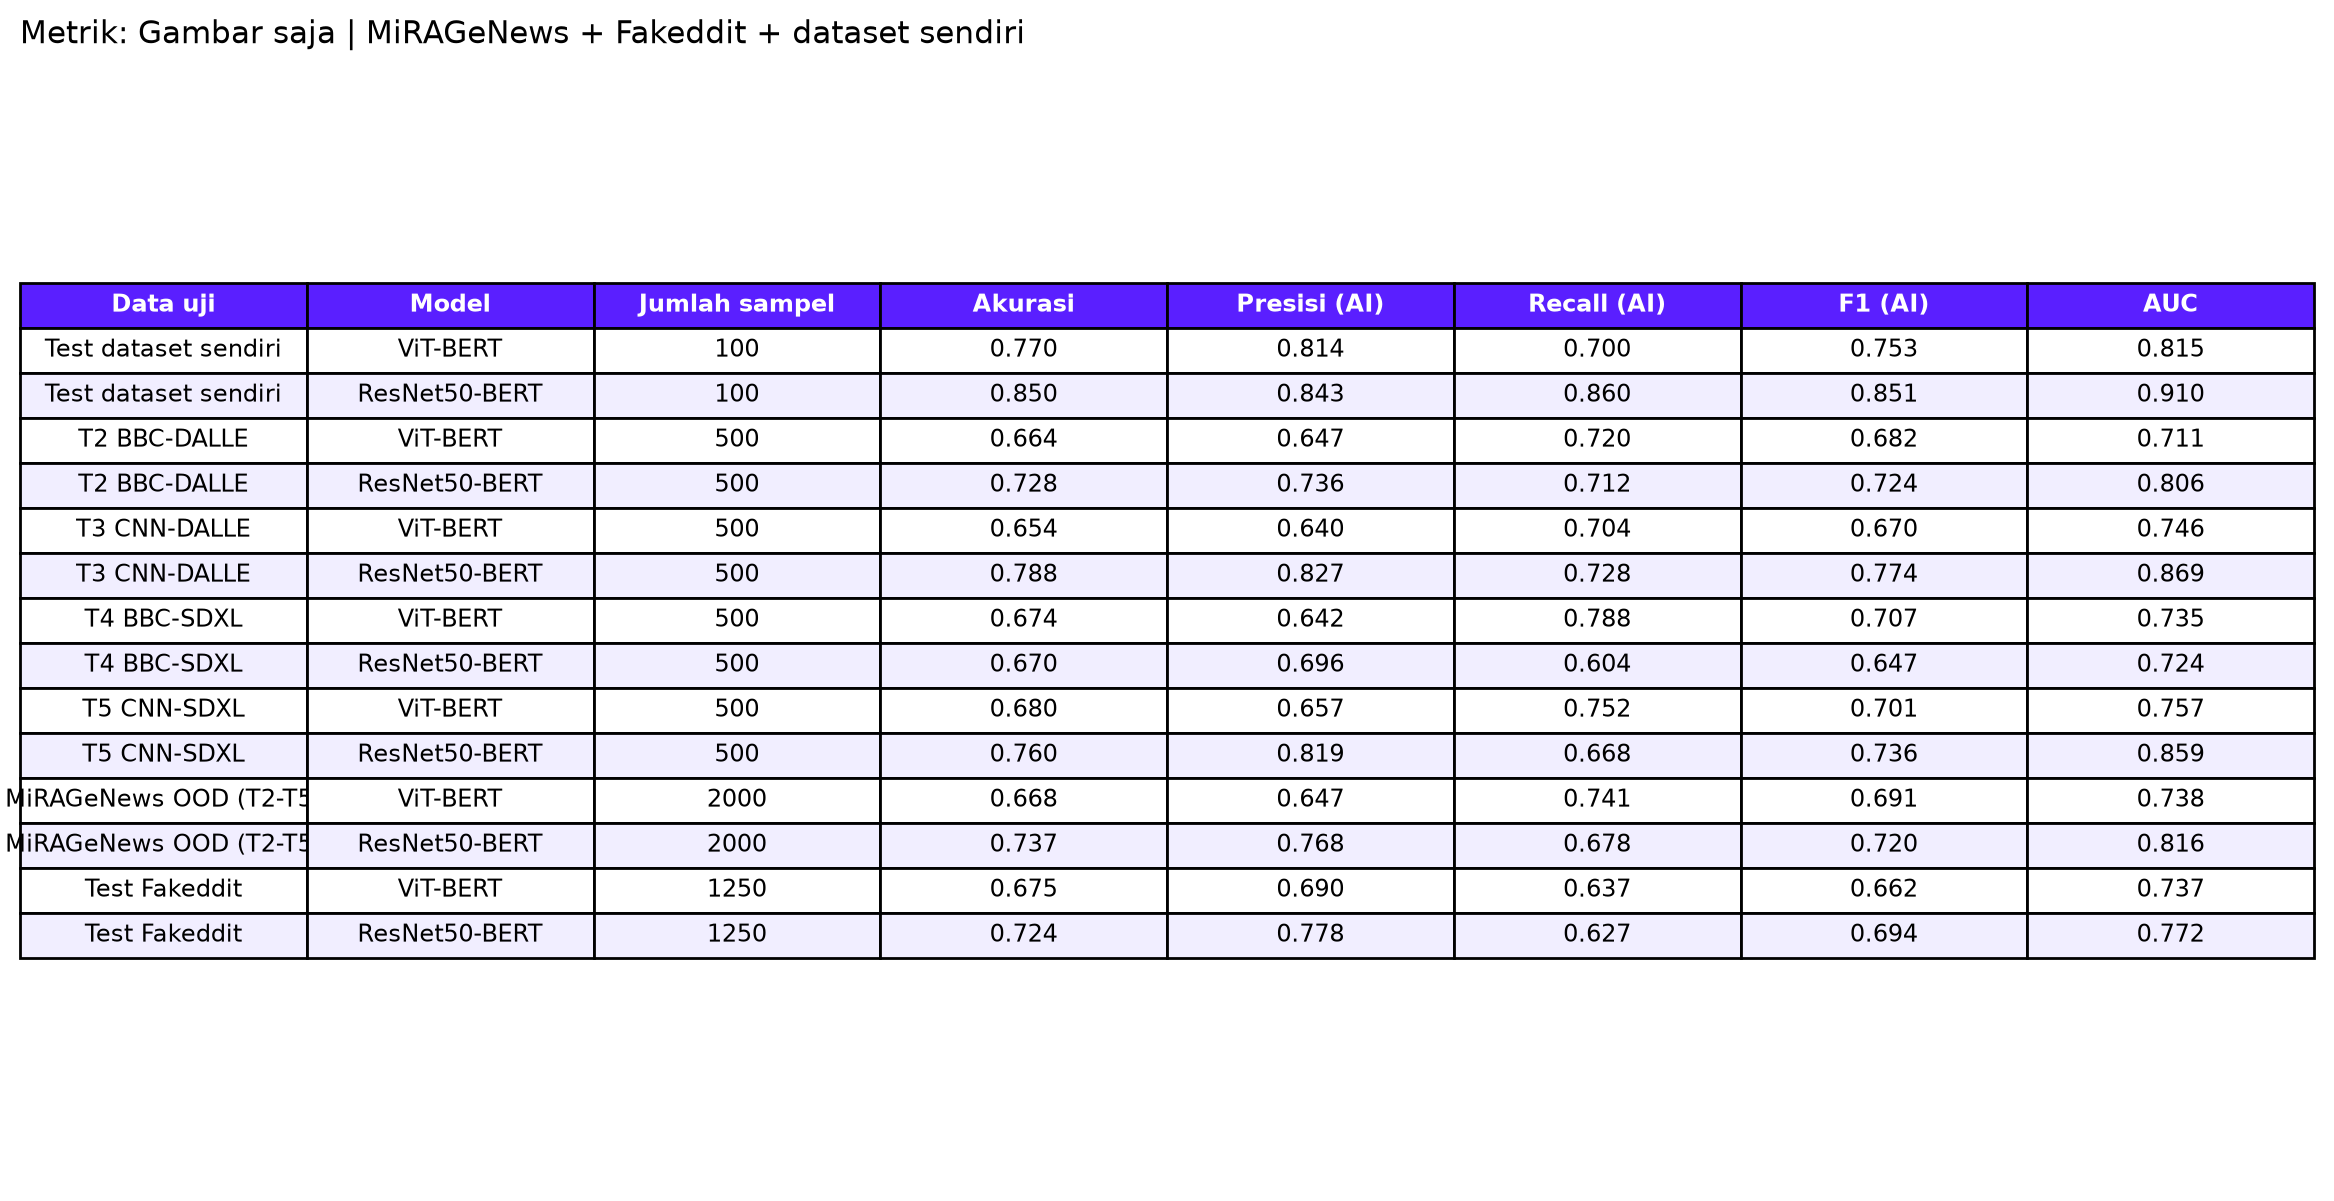 Metrik: Gambar saja | MiRAGeNews + Fakeddit + dataset sendiri
Data uji Model Jumlah sampel Akurasi Presisi (AI) Recall (AI) F1 (AI) AUC
Test dataset sendiri ViT-BERT 100 0.770 0.814 0.700 0.753 0.815
Test dataset sendiri ResNet50-BERT 100 0.850 0.843 0.860 0.851 0.910
T2 BBC-DALLE ViT-BERT 500 0.664 0.647 0.720 0.682 0.711
T2 BBC-DALLE ResNet50-BERT 500 0.728 0.736 0.712 0.724 0.806
T3 CNN-DALLE ViT-BERT 500 0.654 0.640 0.704 0.670 0.746
T3 CNN-DALLE ResNet50-BERT 500 0.788 0.827 0.728 0.774 0.869
T4 BBC-SDXL ViT-BERT 500 0.674 0.642 0.788 0.707 0.735
T4 BBC-SDXL ResNet50-BERT 500 0.670 0.696 0.604 0.647 0.724
T5 CNN-SDXL ViT-BERT 500 0.680 0.657 0.752 0.701 0.757
T5 CNN-SDXL ResNet50-BERT 500 0.760 0.819 0.668 0.736 0.859
MiRAGeNews OOD (T2-T5 ViT-BERT 2000 0.668 0.647 0.741 0.691 0.738
MiRAGeNews OOD (T2-T5 ResNet50-BERT 2000 0.737 0.768 0.678 0.720 0.816
Test Fakeddit ViT-BERT 1250 0.675 0.690 0.637 0.662 0.737
Test Fakeddit ResNet50-BERT 1250 0.724 0.778 0.627 0.694 0.772